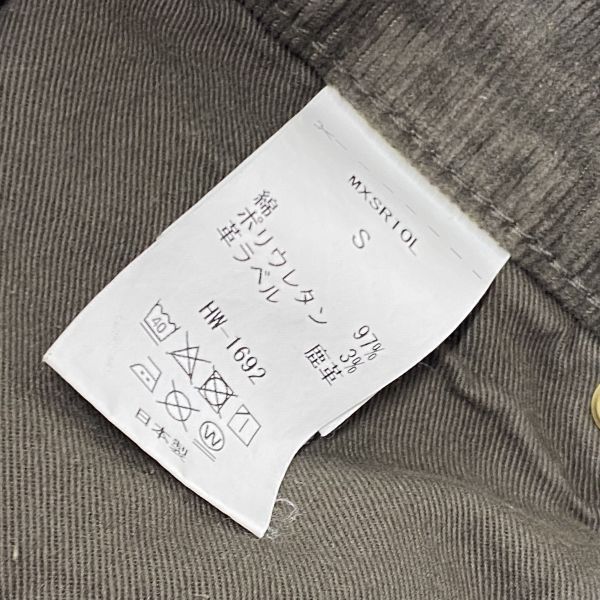 MXSR10L
S
綿 97%
ポリウレタン 3%
革ラベル 鹿革
HW-1692
40
W
日本製